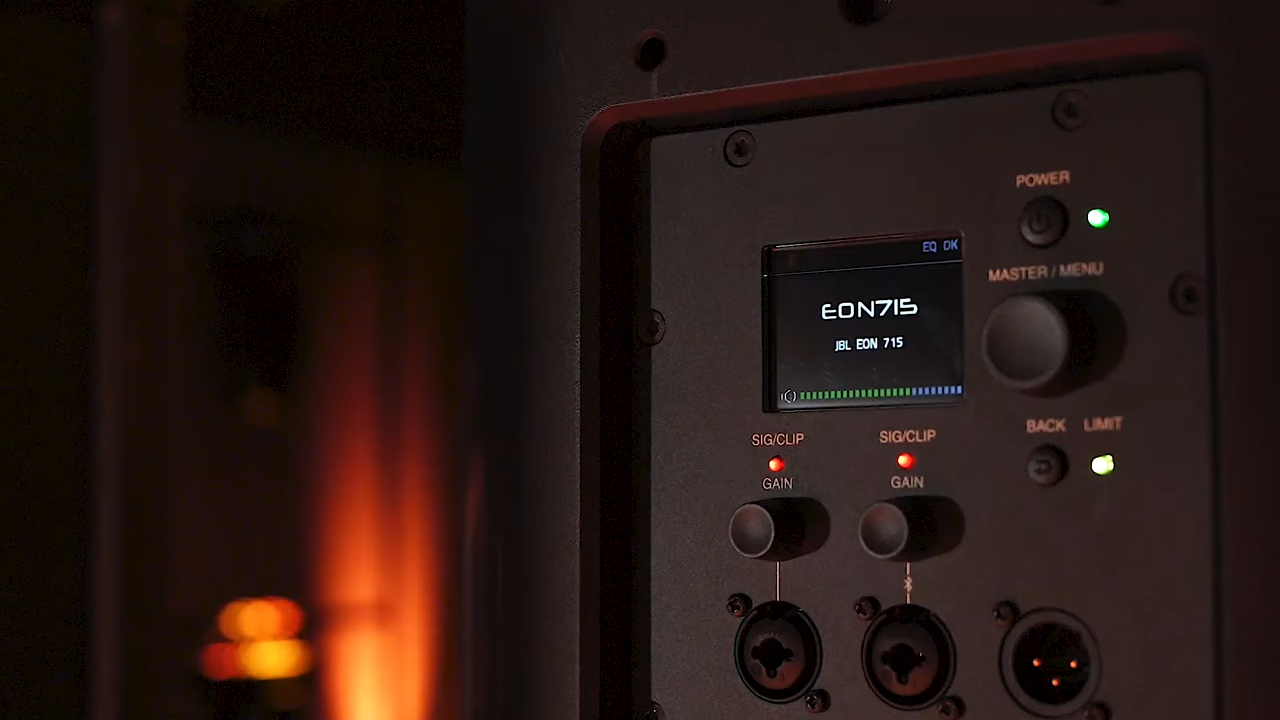 POWER
EQ DK
MASTER / MENU
EON715
JBL EON 715
BACK LIMIT
SIG/CLIP SIG/CLIP
GAIN GAIN